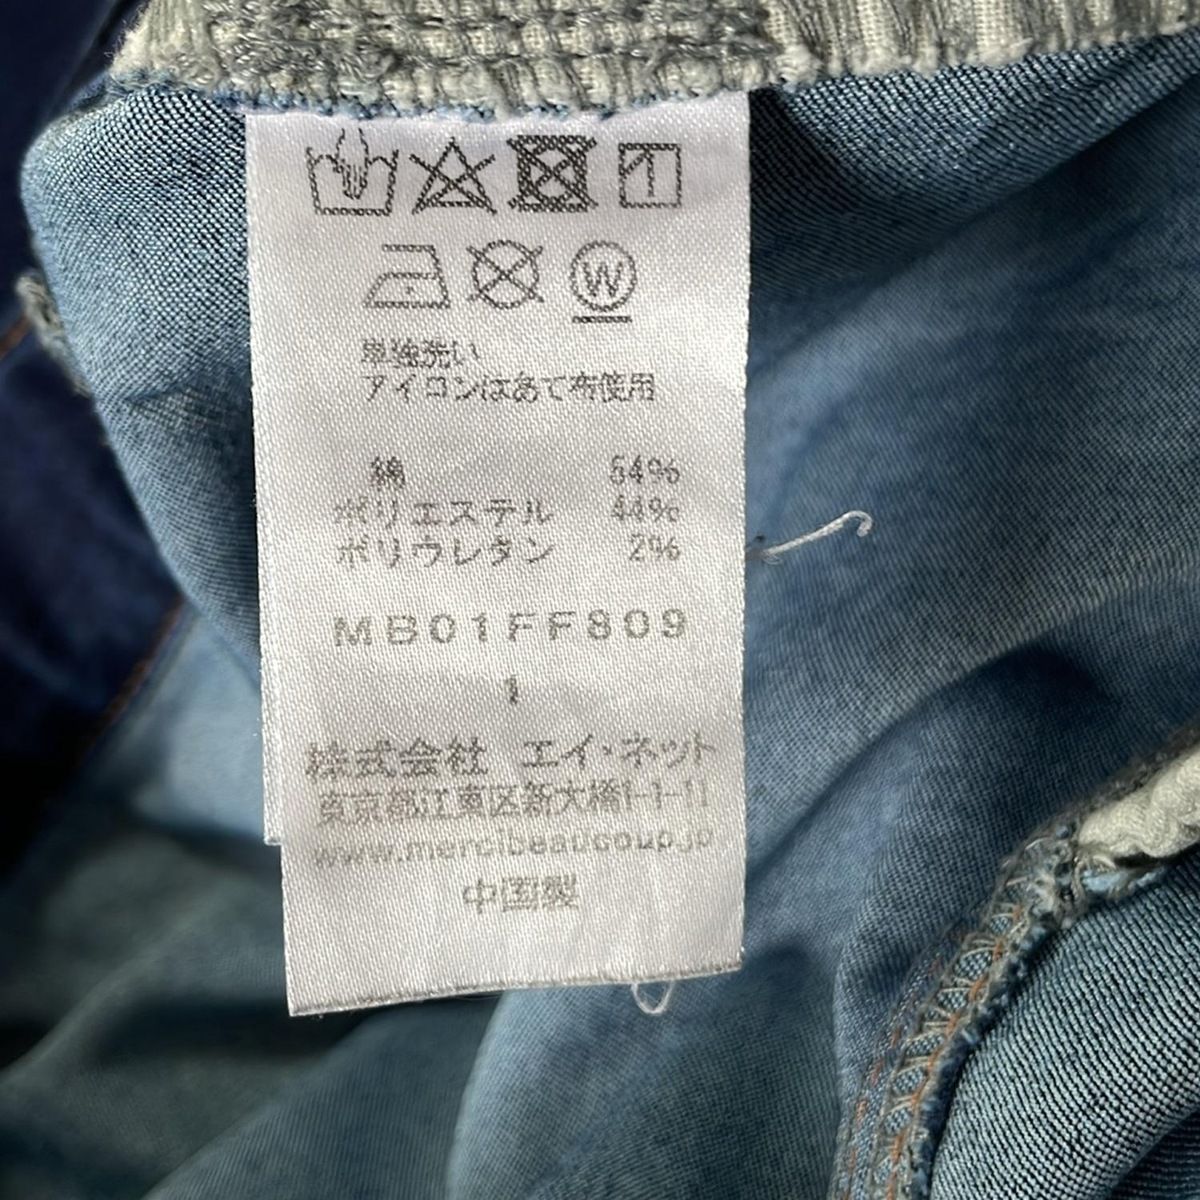 W
単独洗い
アイロンはあて布使用
綿 54%
ポリエステル 44%
ポリウレタン 2%
MB01FF809
1
株式会社 エイ・ネット
東京都江東区新大橋1-1-11
www.mercibeaucoup.jp
中国製